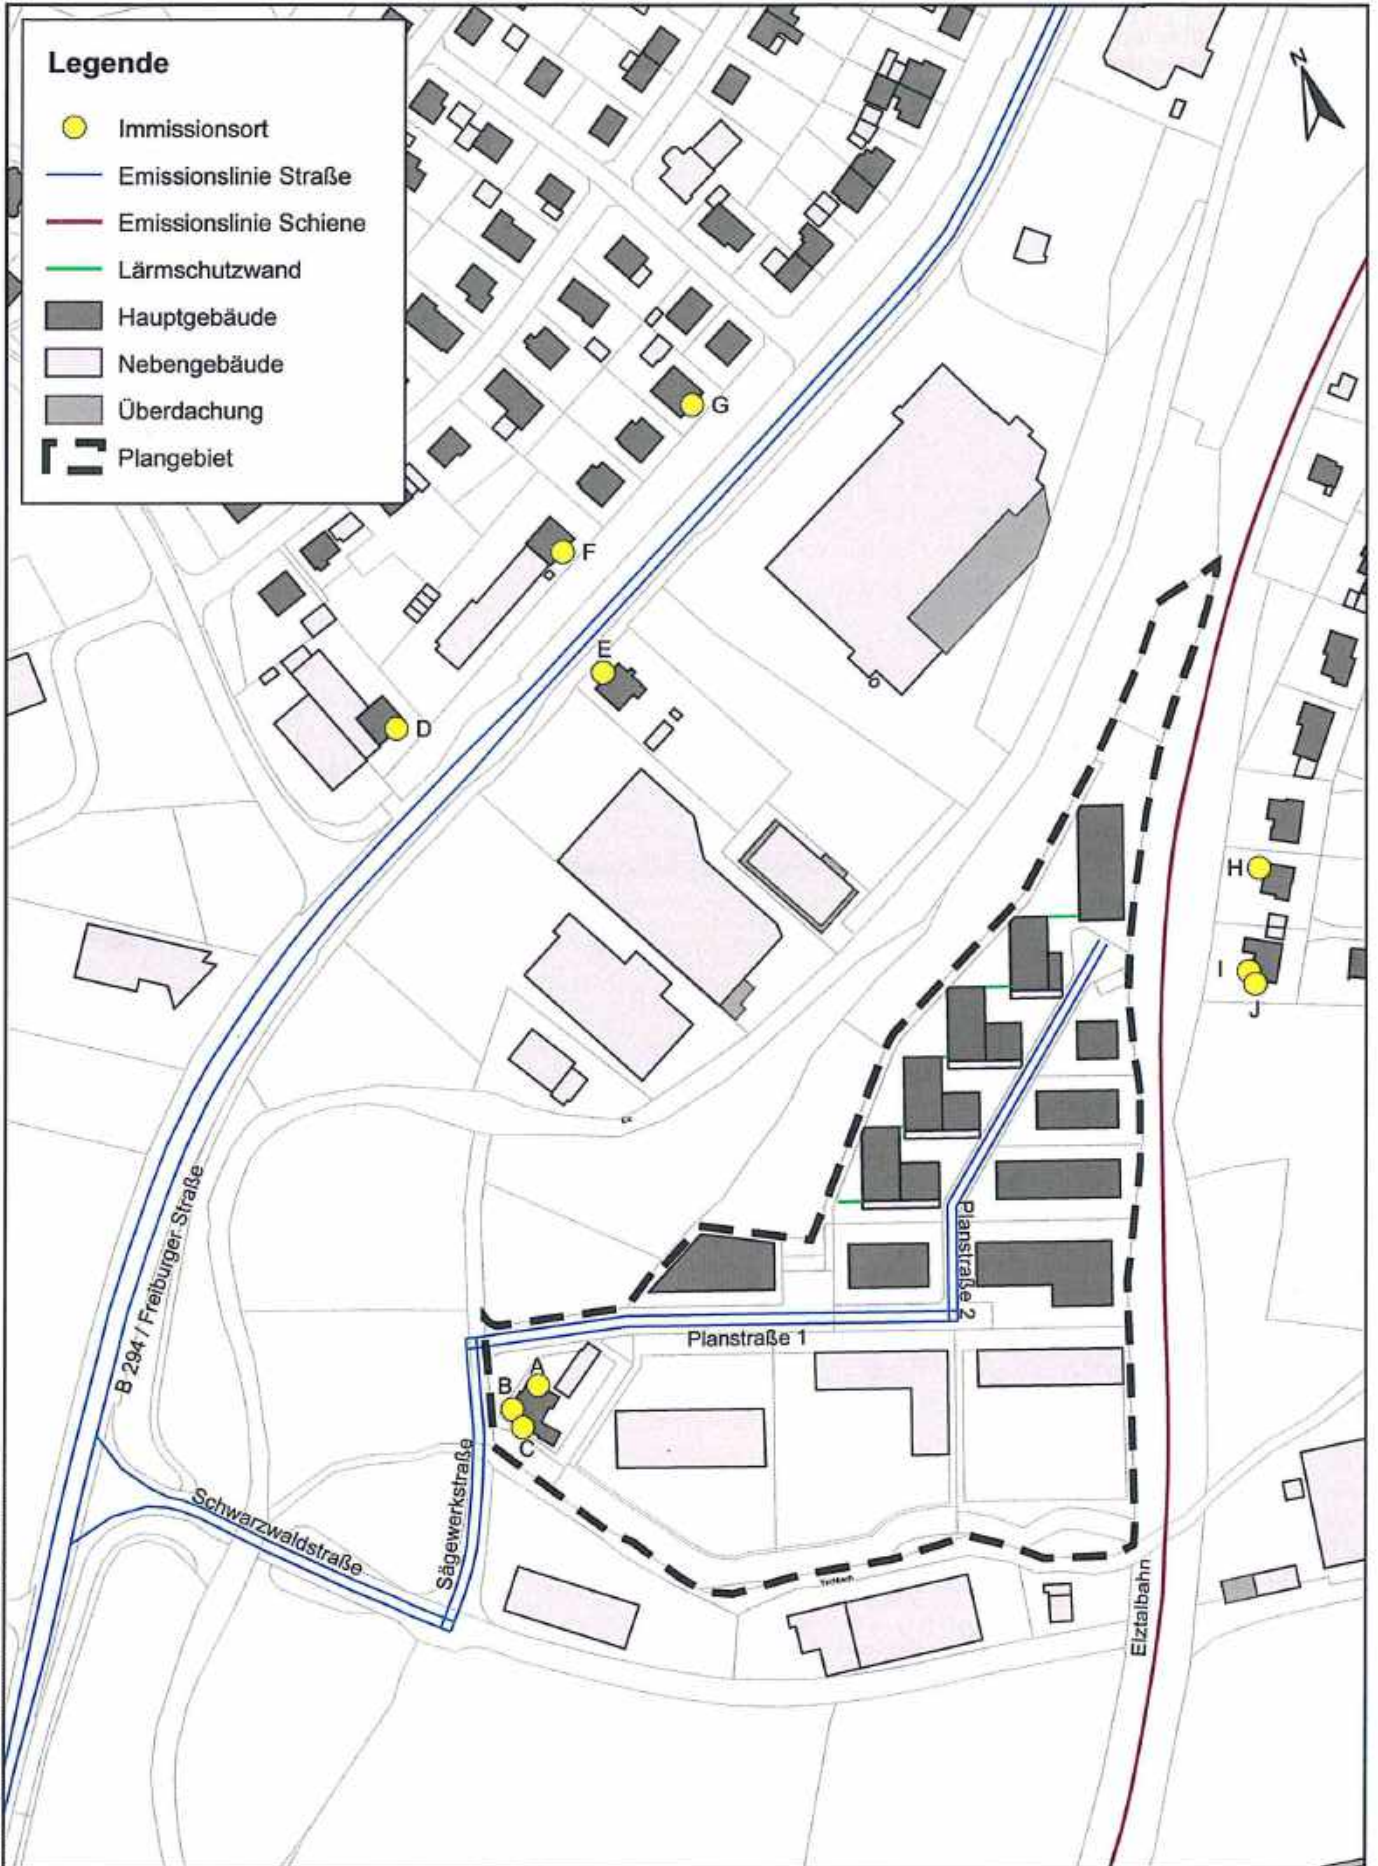 Legende
Immissionsort
Emissionslinie Straße
Emissionslinie Schiene
Lärmschutzwand
Hauptgebäude
Nebengebäude
Überdachung
Plangebiet
N
G
F
E
D
H
I
J
B 294 / Freiburger Straße
Planstraße 2
Planstraße 1
A
B
C
Sägewerkstraße
Schwarzwaldstraße
Elztalbahn